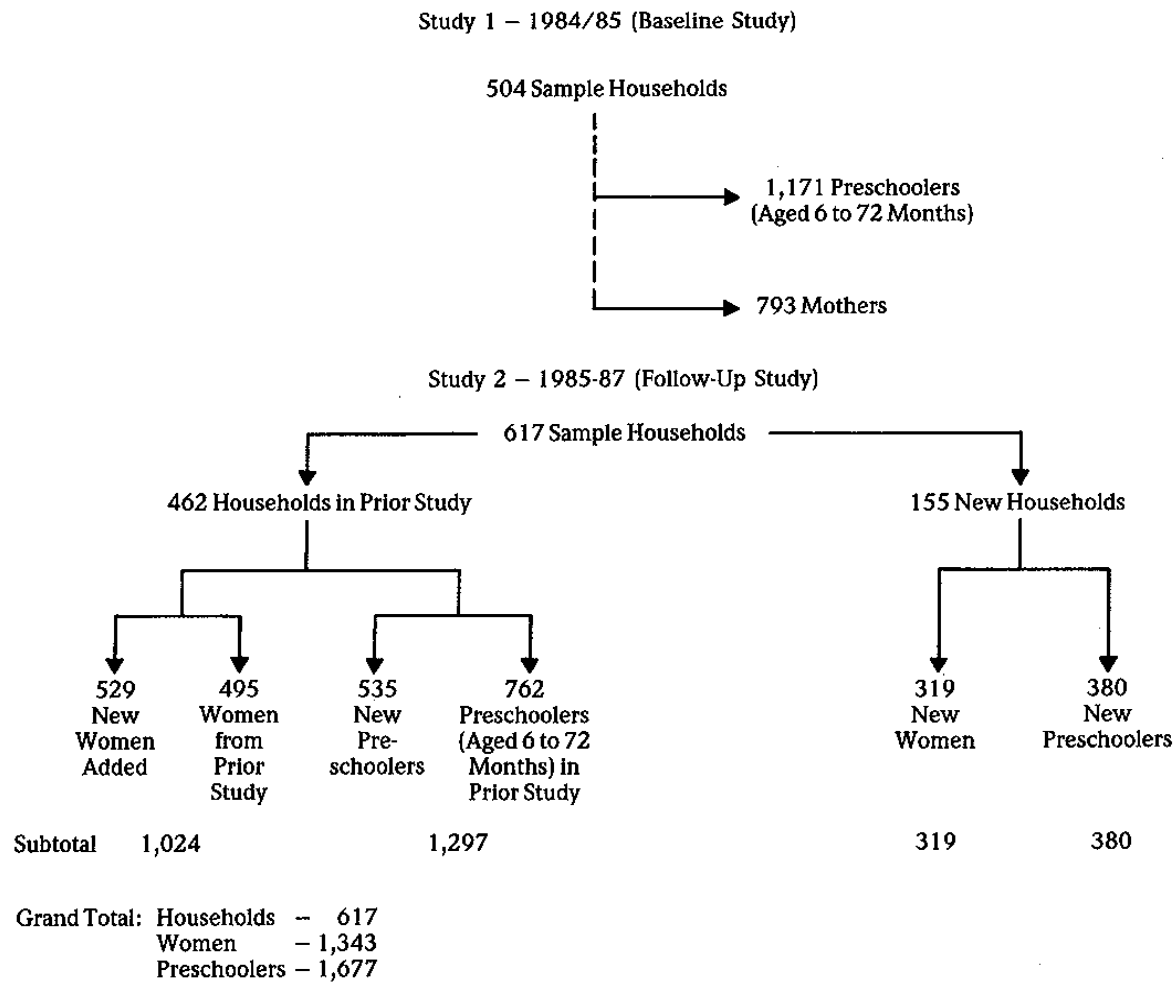 Study 1 – 1984/85 (Baseline Study)
504 Sample Households
1,171 Preschoolers
(Aged 6 to 72 Months)
793 Mothers
Study 2 – 1985-87 (Follow-Up Study)
617 Sample Households
462 Households in Prior Study
155 New Households
529
New
Women
Added
495
Women
from
Prior
Study
535
New
Pre-
schoolers
762
Preschoolers
(Aged 6 to 72
Months) in
Prior Study
319
New
Women
380
New
Preschoolers
Subtotal 1,024 1,297 319 380
Grand Total: Households – 617
Women – 1,343
Preschoolers – 1,677